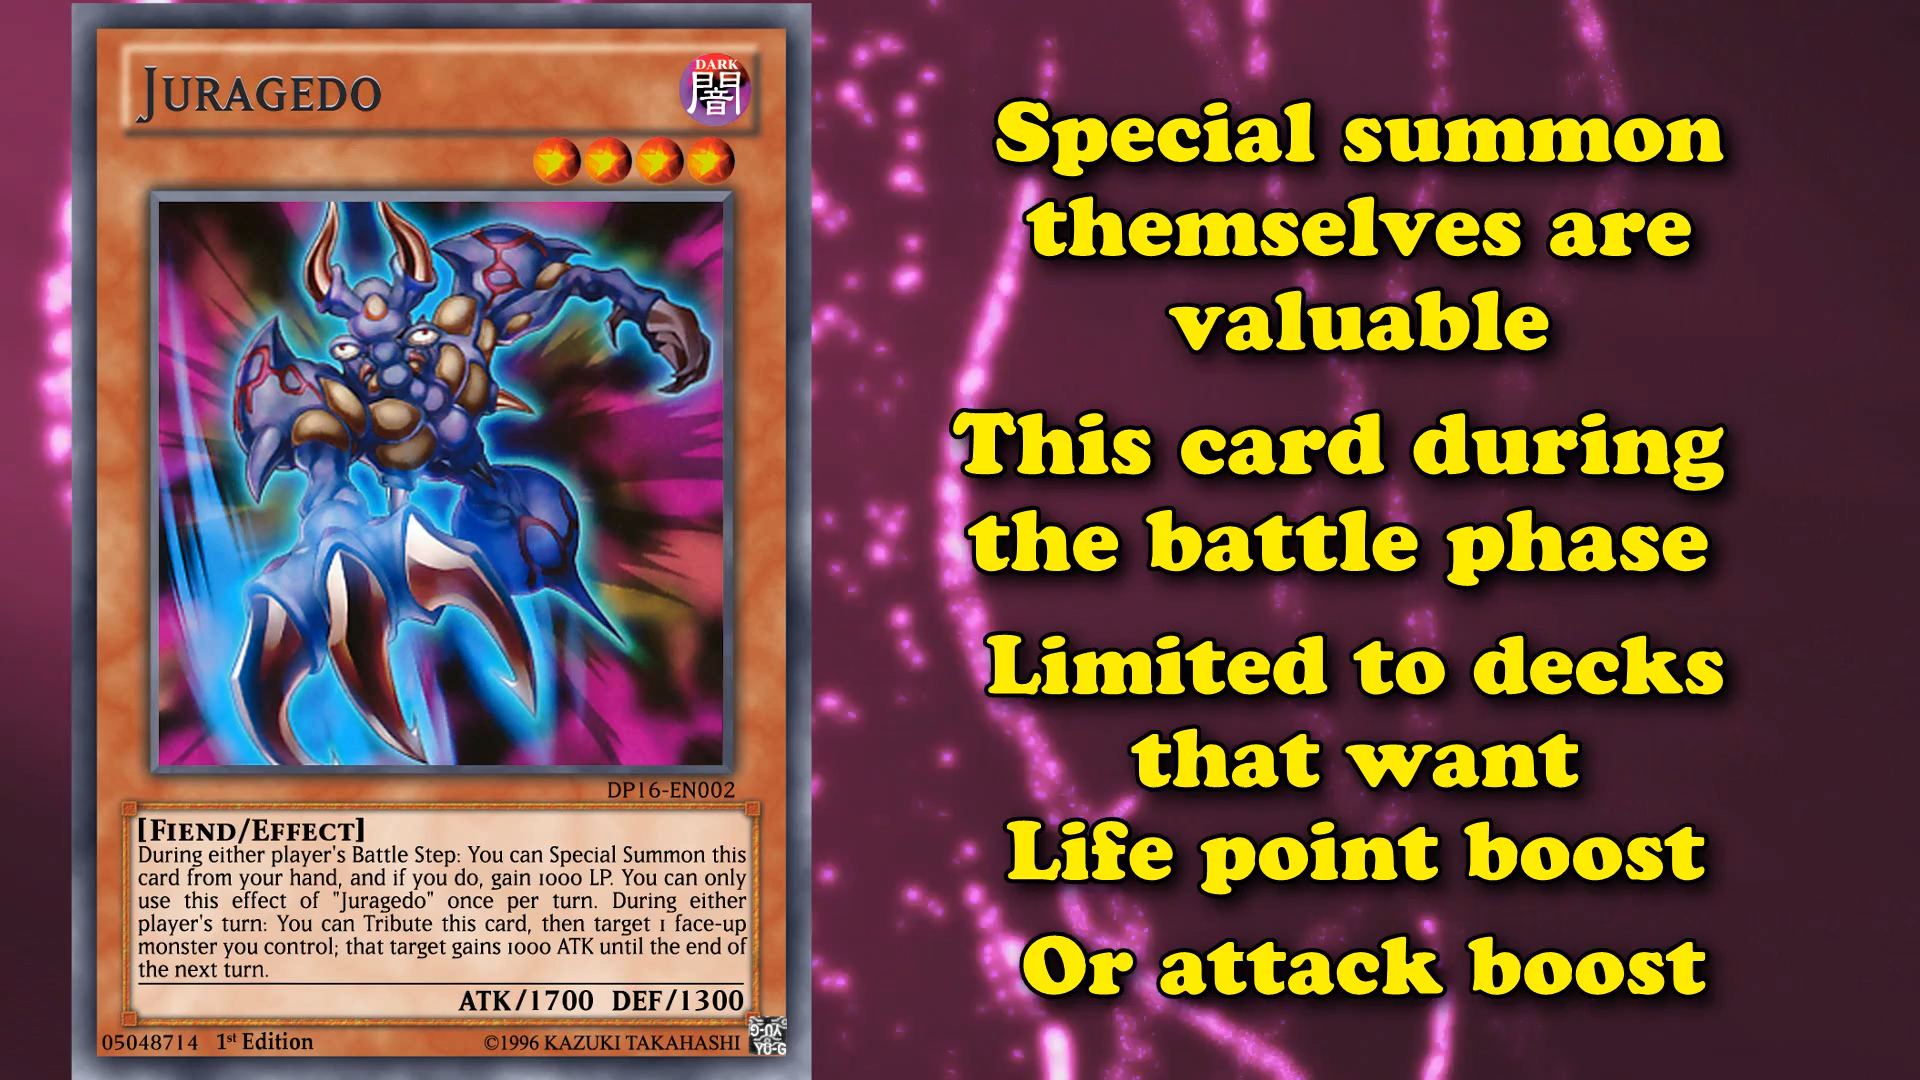 JURAGEDO
DARK
闇
DP16-EN002
[FIEND/EFFECT]
During either player's Battle Step: You can Special Summon this
card from your hand, and if you do, gain 1000 LP. You can only
use this effect of "Juragedo" once per turn. During either
player's turn: You can Tribute this card, then target 1 face-up
monster you control; that target gains 1000 ATK until the end of
the next turn.
ATK/1700 DEF/1300
05048714 1st Edition ©1996 KAZUKI TAKAHASHI
Special summon
themselves are
valuable
This card during
the battle phase
Limited to decks
that want
Life point boost
Or attack boost